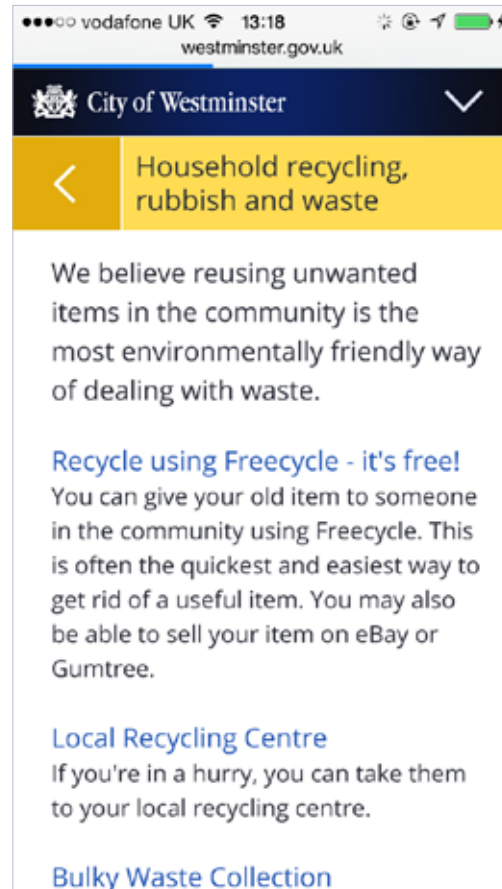 vodafone UK 13:18
westminster.gov.uk
City of Westminster
Household recycling,
rubbish and waste
We believe reusing unwanted
items in the community is the
most environmentally friendly way
of dealing with waste.
Recycle using Freecycle - it's free!
You can give your old item to someone
in the community using Freecycle. This
is often the quickest and easiest way to
get rid of a useful item. You may also
be able to sell your item on eBay or
Gumtree.
Local Recycling Centre
If you're in a hurry, you can take them
to your local recycling centre.
Bulky Waste Collection